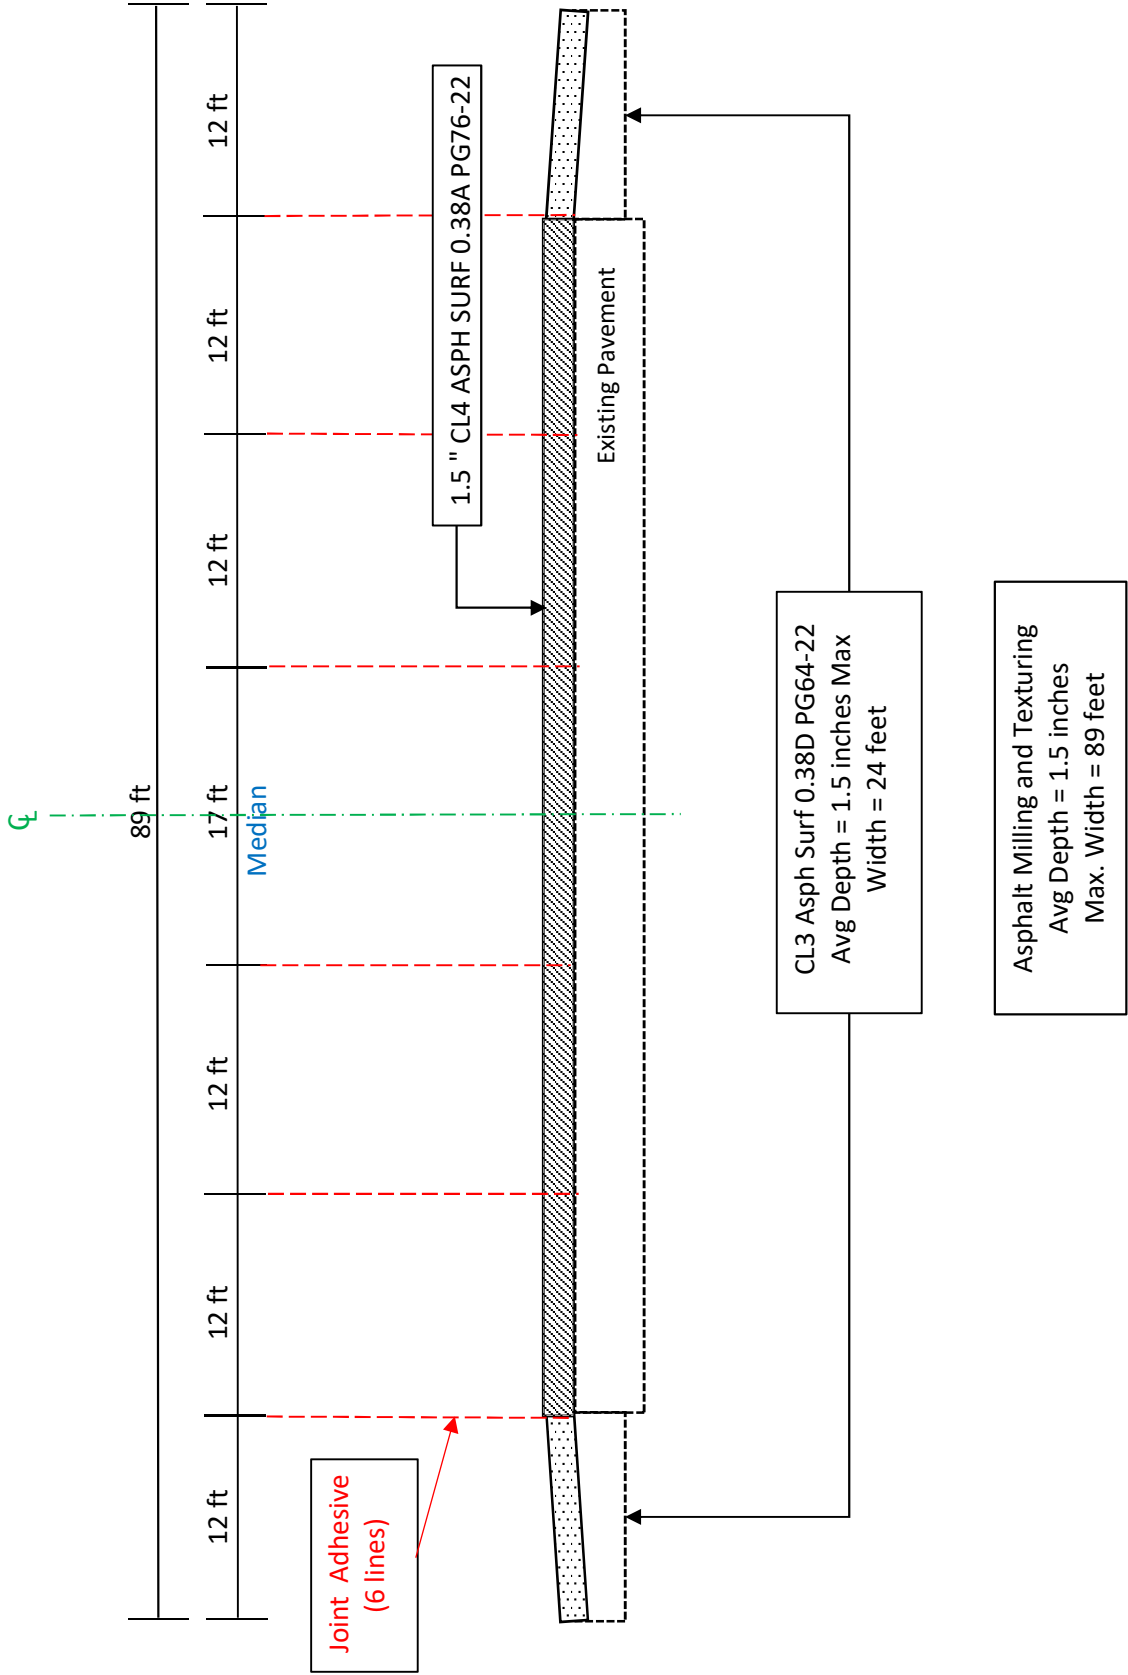 ℄
89 ft
12 ft
12 ft
12 ft
17 ft
12 ft
12 ft
12 ft
Median
Joint Adhesive
(6 lines)
1.5 " CL4 ASPH SURF 0.38A PG76-22
Existing Pavement
CL3 Asph Surf 0.38D PG64-22
Avg Depth = 1.5 inches Max
Width = 24 feet
Asphalt Milling and Texturing
Avg Depth = 1.5 inches
Max. Width = 89 feet